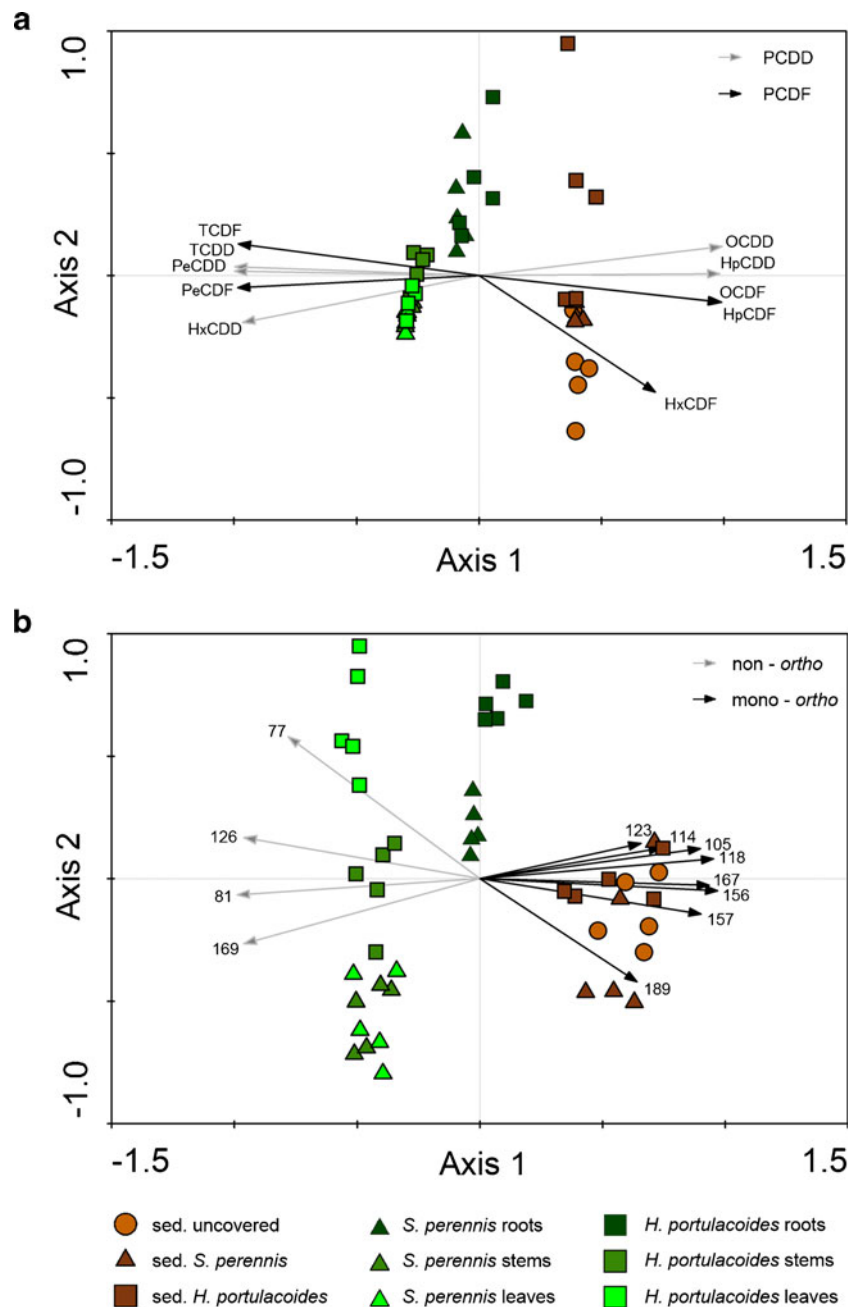 a
1.0
PCDD
PCDF
Axis 2
TCDF
TCDD
PeCDD
PeCDF
HxCDD
OCDD
HpCDD
OCDF
HpCDF
HxCDF
-1.0
-1.5
Axis 1
1.5
b
1.0
non - ortho
mono - ortho
Axis 2
77
126
81
169
123
114
105
118
167
156
157
189
-1.0
-1.5
Axis 1
1.5
sed. uncovered
S. perennis roots
H. portulacoides roots
sed. S. perennis
S. perennis stems
H. portulacoides stems
sed. H. portulacoides
S. perennis leaves
H. portulacoides leaves